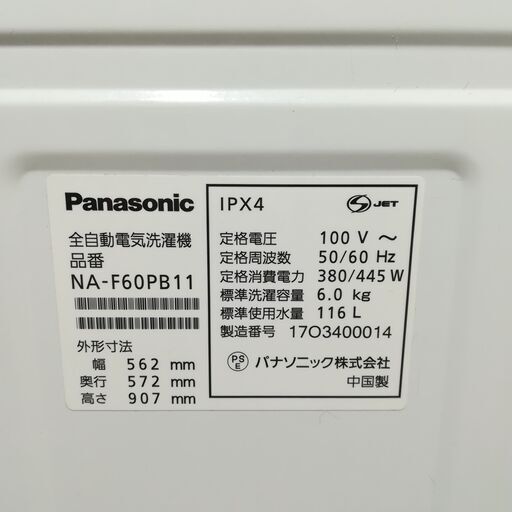 Panasonic
全自動電気洗濯機
品番
NA-F60PB11
外形寸法
幅 562 mm
奥行 572 mm
高さ 907 mm
IPX4
S JET
定格電圧 100 V ～
定格周波数 50/60 Hz
定格消費電力 380/445 W
標準洗濯容量 6.0 kg
標準使用水量 116 L
製造番号 17O3400014
PS E パナソニック株式会社
中国製